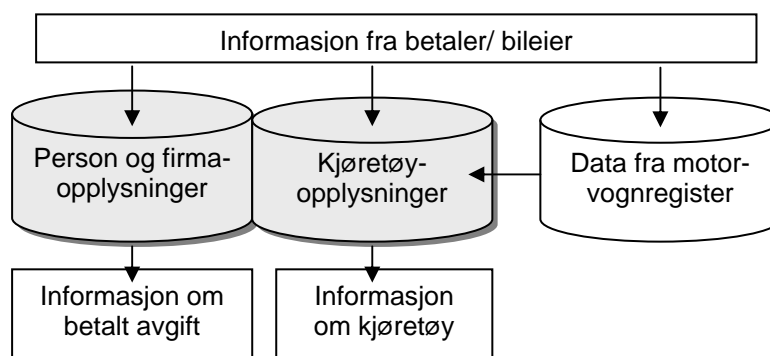 Informasjon fra betaler/ bileier
Person og firma-
opplysninger
Kjøretøy-
opplysninger
Data fra motor-
vognregister
Informasjon om
betalt avgift
Informasjon
om kjøretøy